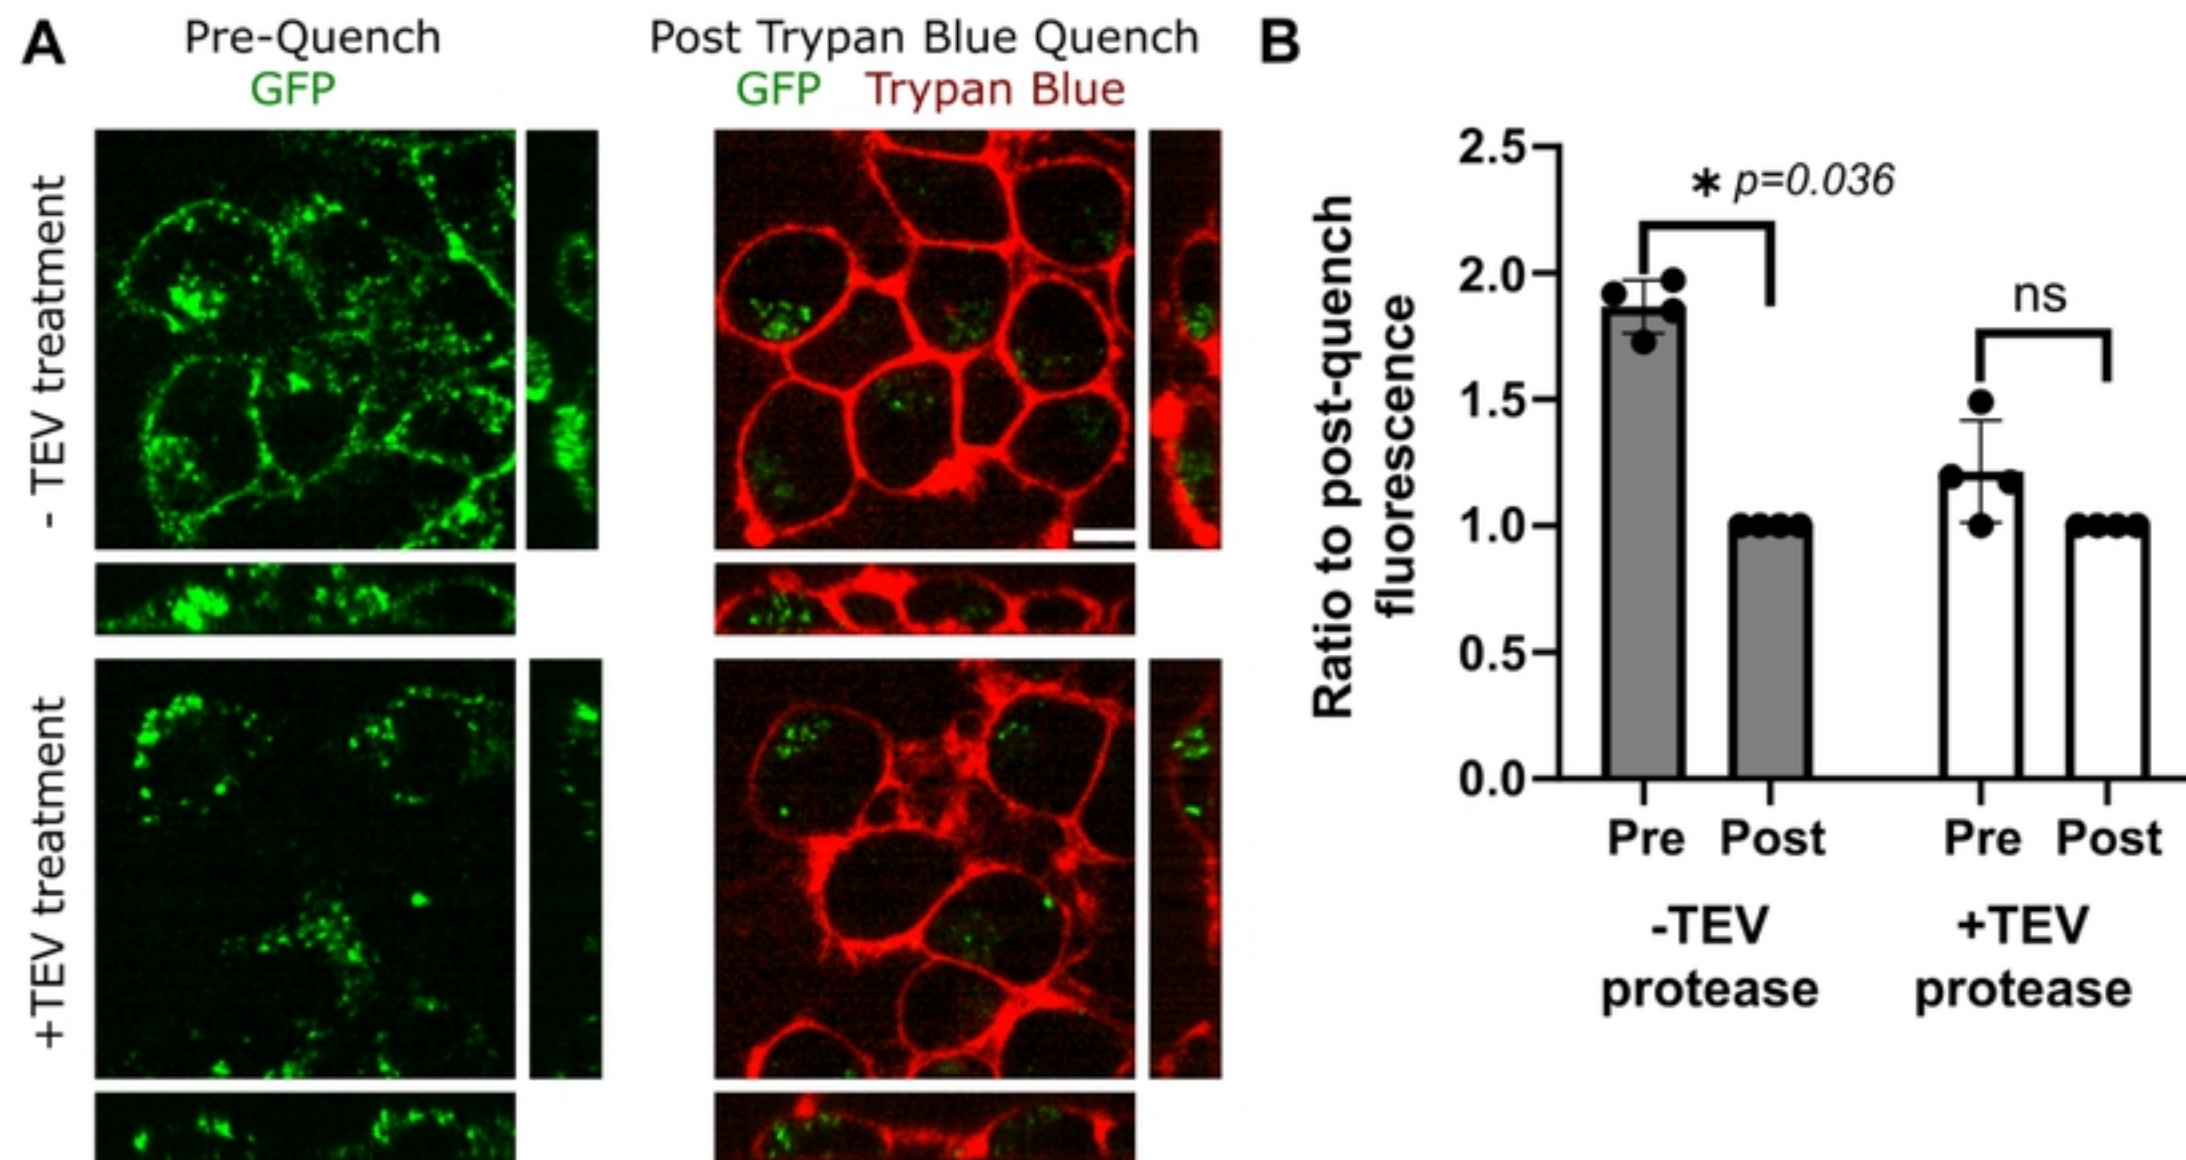 A
Pre-Quench
GFP
Post Trypan Blue Quench
GFP Trypan Blue
- TEV treatment
+TEV treatment
B
Ratio to post-quench
fluorescence
2.5
2.0
1.5
1.0
0.5
0.0
* p=0.036
ns
Pre Post Pre Post
-TEV
protease
+TEV
protease